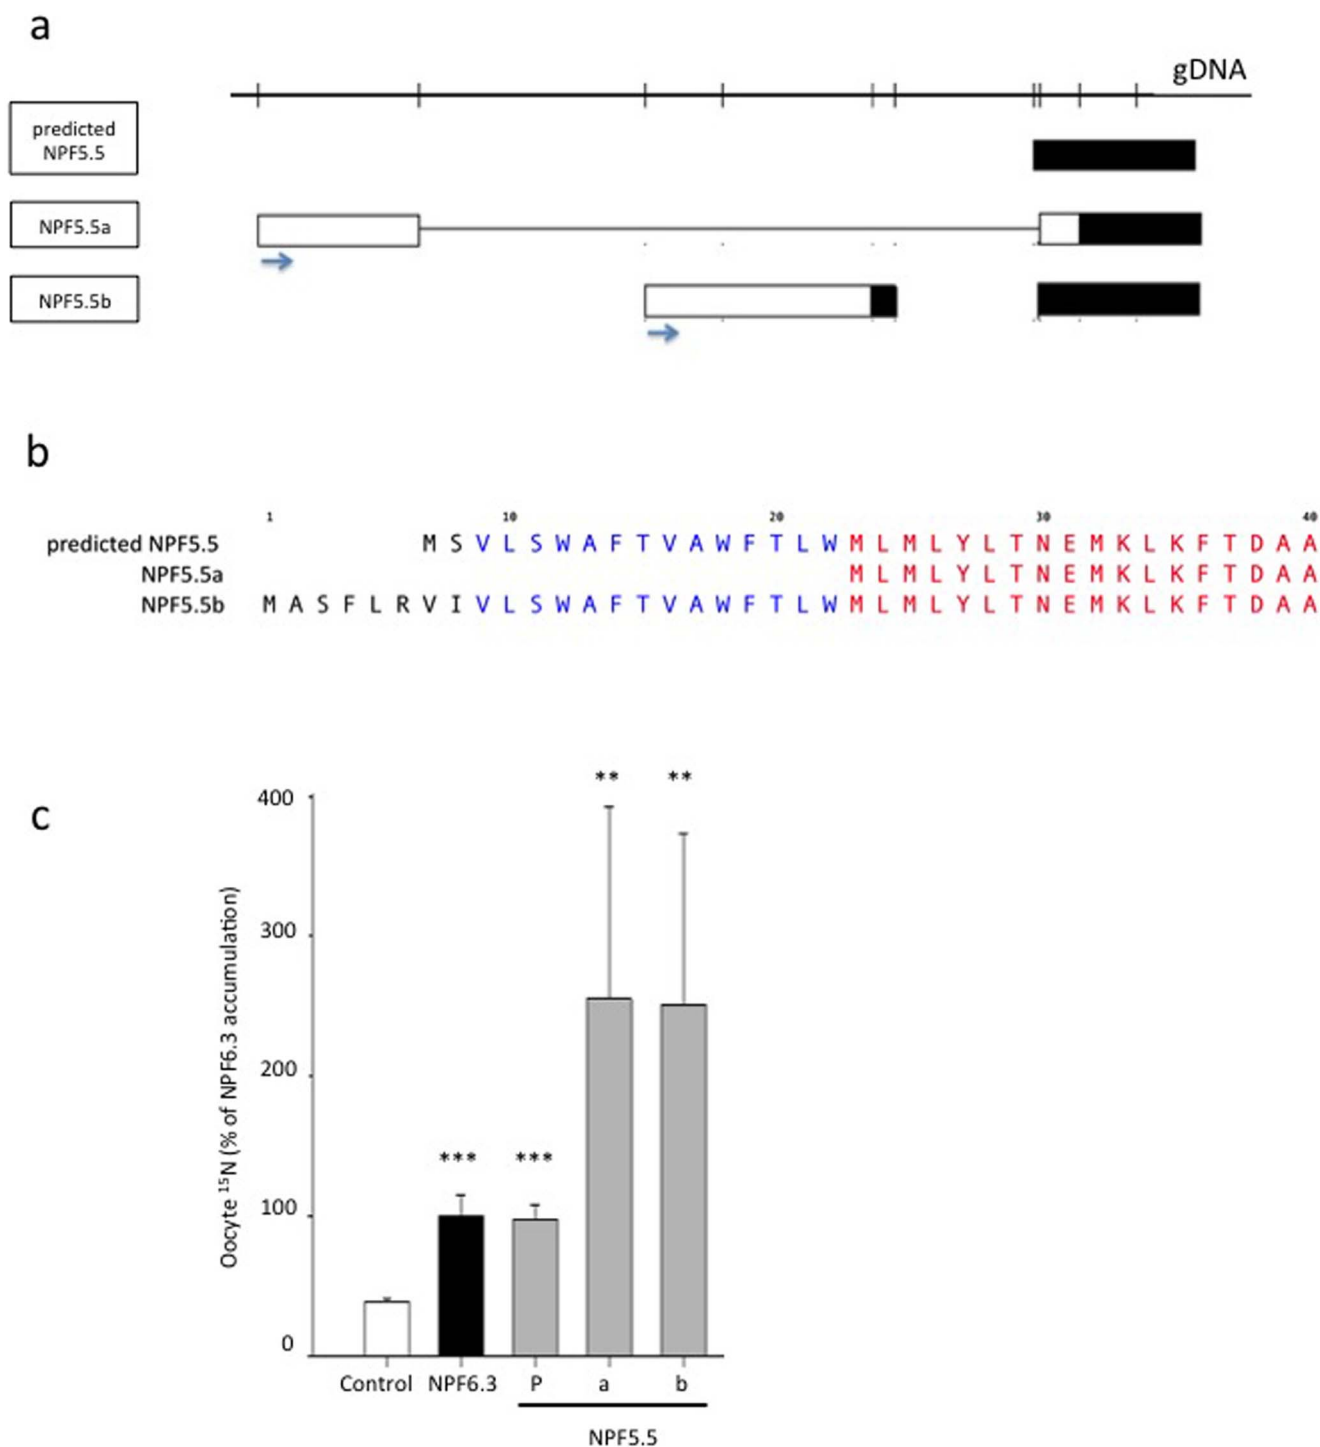 a
gDNA
predicted
NPF5.5
NPF5.5a
NPF5.5b
b
1 10 20 30 40
predicted NPF5.5 M S V L S W A F T V A W F T L W M L M L Y L T N E M K L K F T D A A
NPF5.5a M L M L Y L T N E M K L K F T D A A
NPF5.5b M A S F L R V I V L S W A F T V A W F T L W M L M L Y L T N E M K L K F T D A A
c
Oocyte ¹⁵N (% of NPF6.3 accumulation)
400
300
200
100
0
** **
*** ***
Control NPF6.3 P a b
NPF5.5